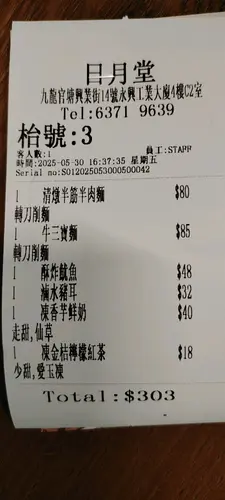 日月堂
九龍官塘興業街14號永興工業大廈4樓C2室
Tel:6371 9639
枱號:3
客人數:1 員工:STAFF
時間:2025-05-30 16:37:35 星期五
Serial no:S012025053000500042
1 清燉半筋半肉麵 $80
轉刀削麵
1 牛三寶麵 $85
轉刀削麵
1 酥炸魷魚 $48
1 滷水豬耳 $32
1 凍香芋鮮奶 $40
走甜,仙草
1 凍金桔檸檬紅茶 $18
少甜,愛玉凍
Total:$303